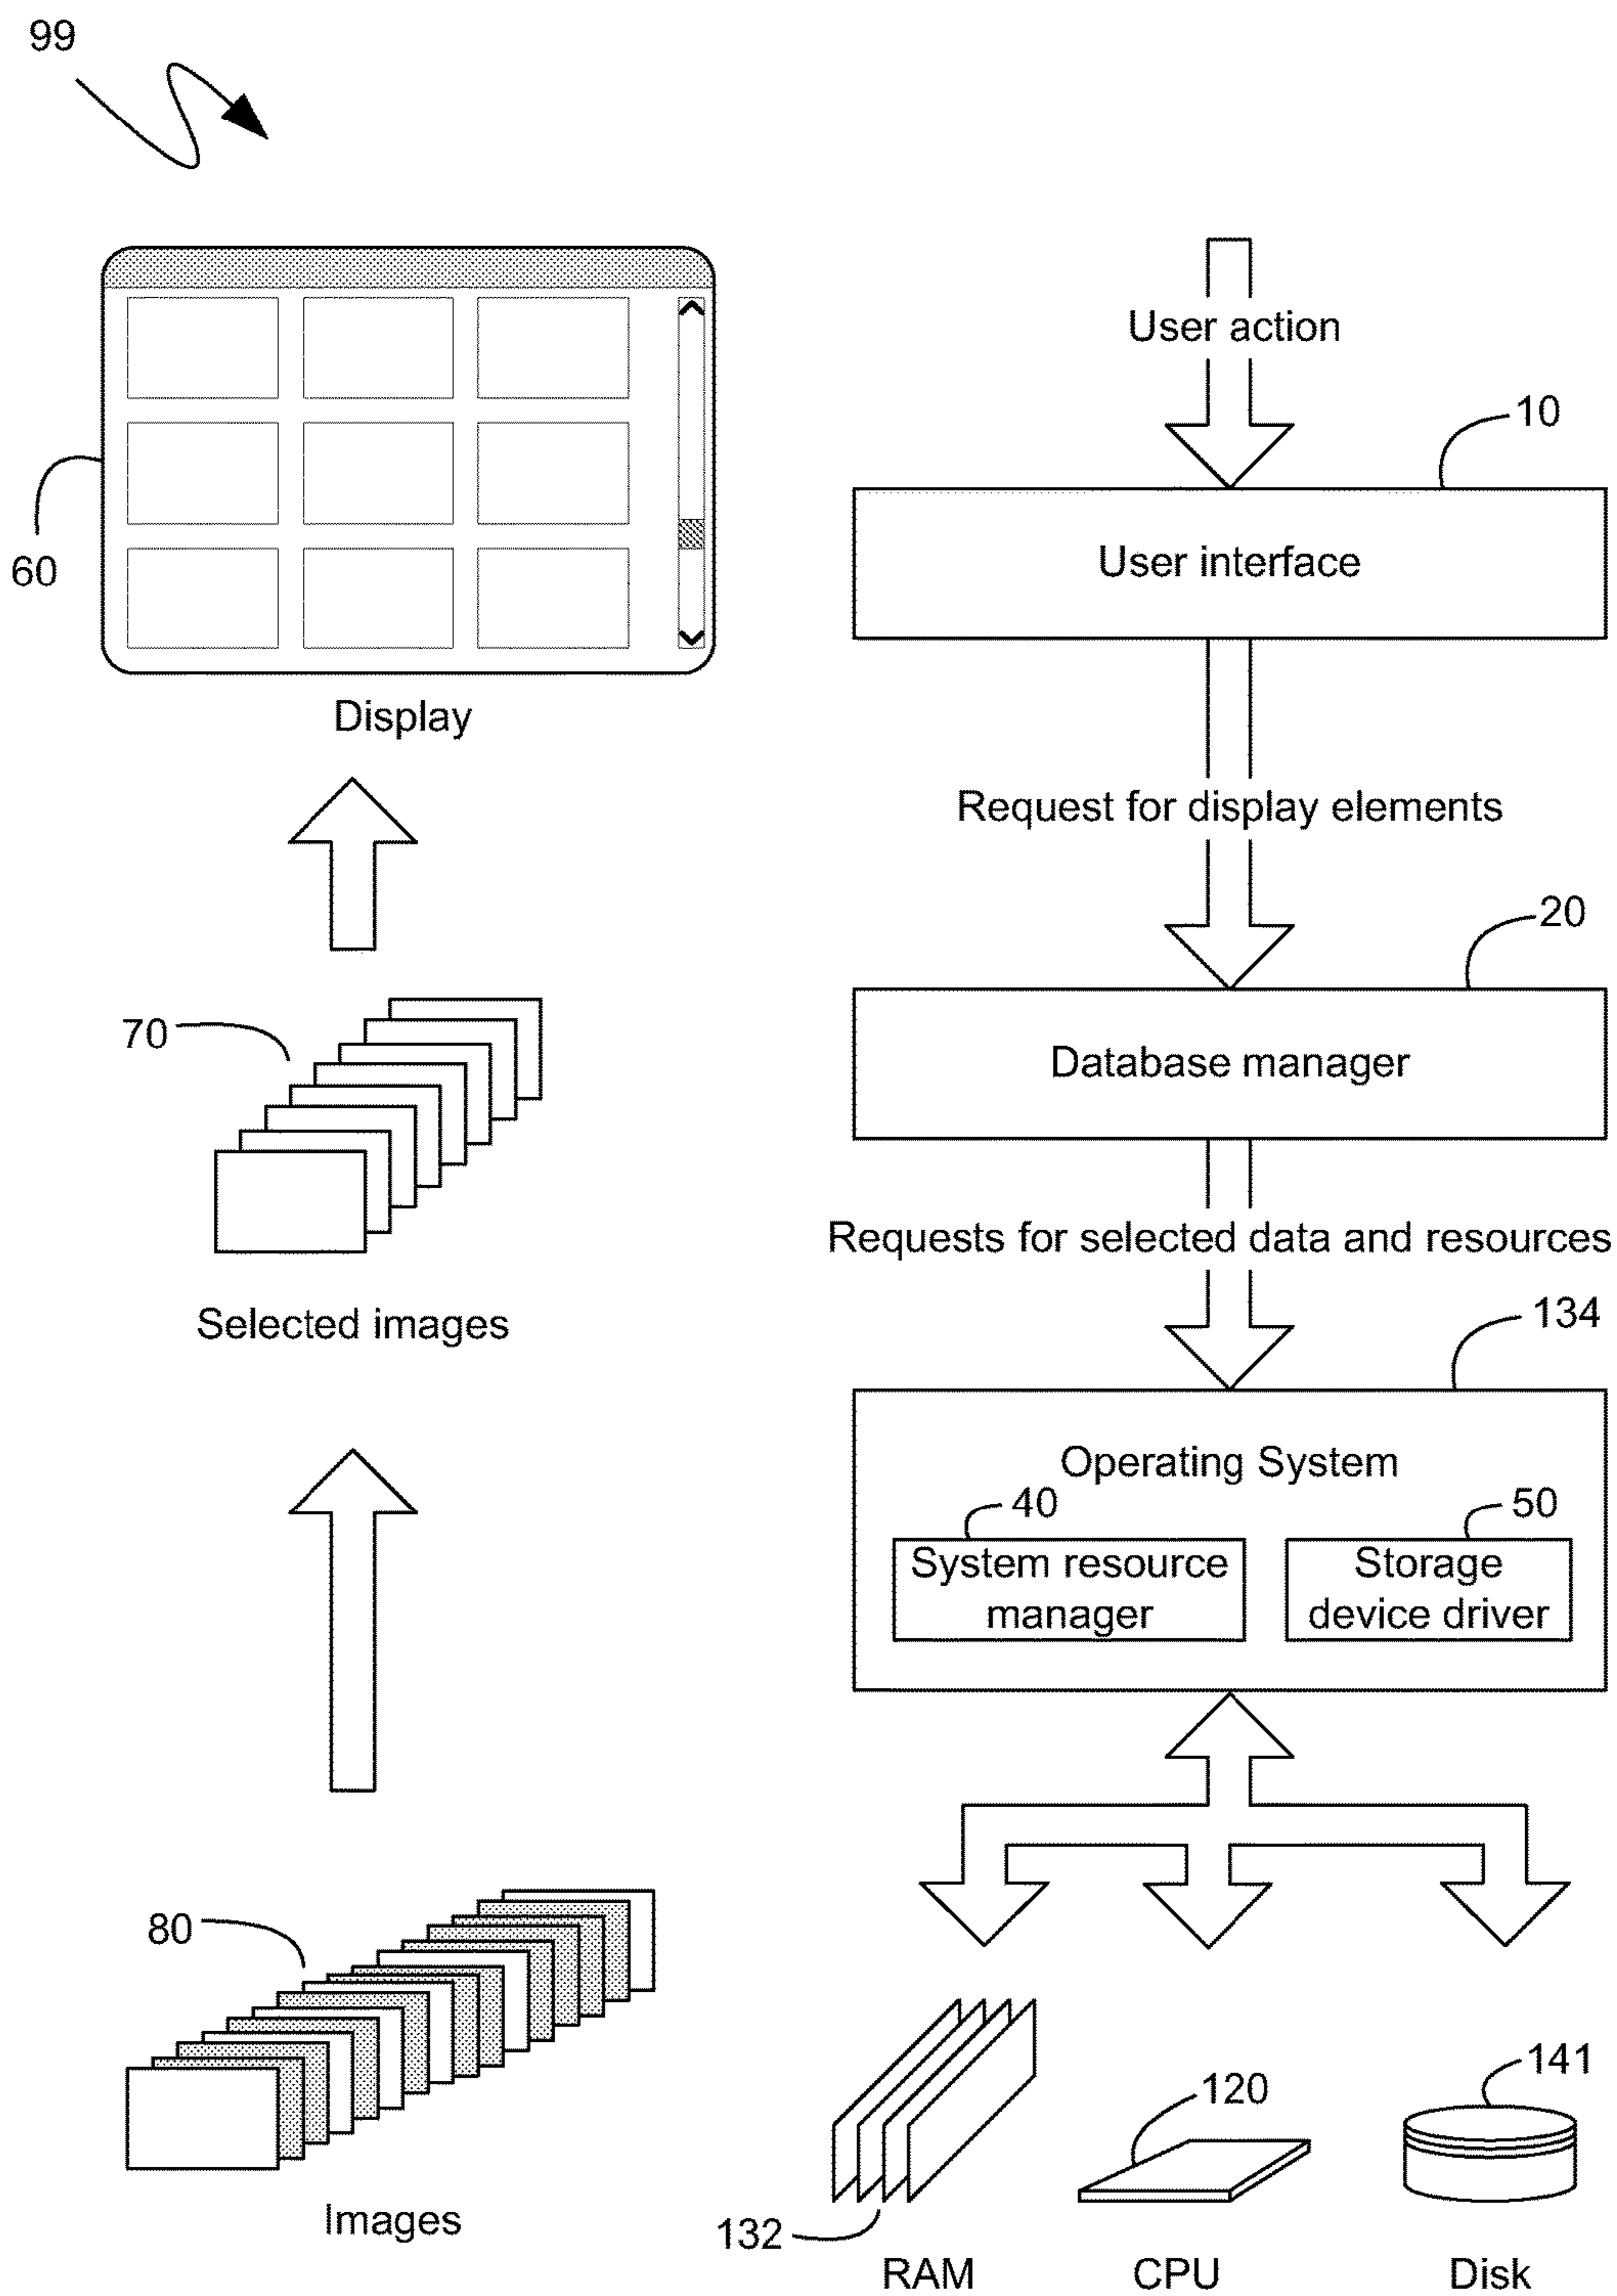 99
User action
10
User interface
60
Display
Request for display elements
20
Database manager
70
Requests for selected data and resources
Selected images
134
Operating System
40
50
System resource
manager
Storage
device driver
80
141
120
132
Images
RAM
CPU
Disk